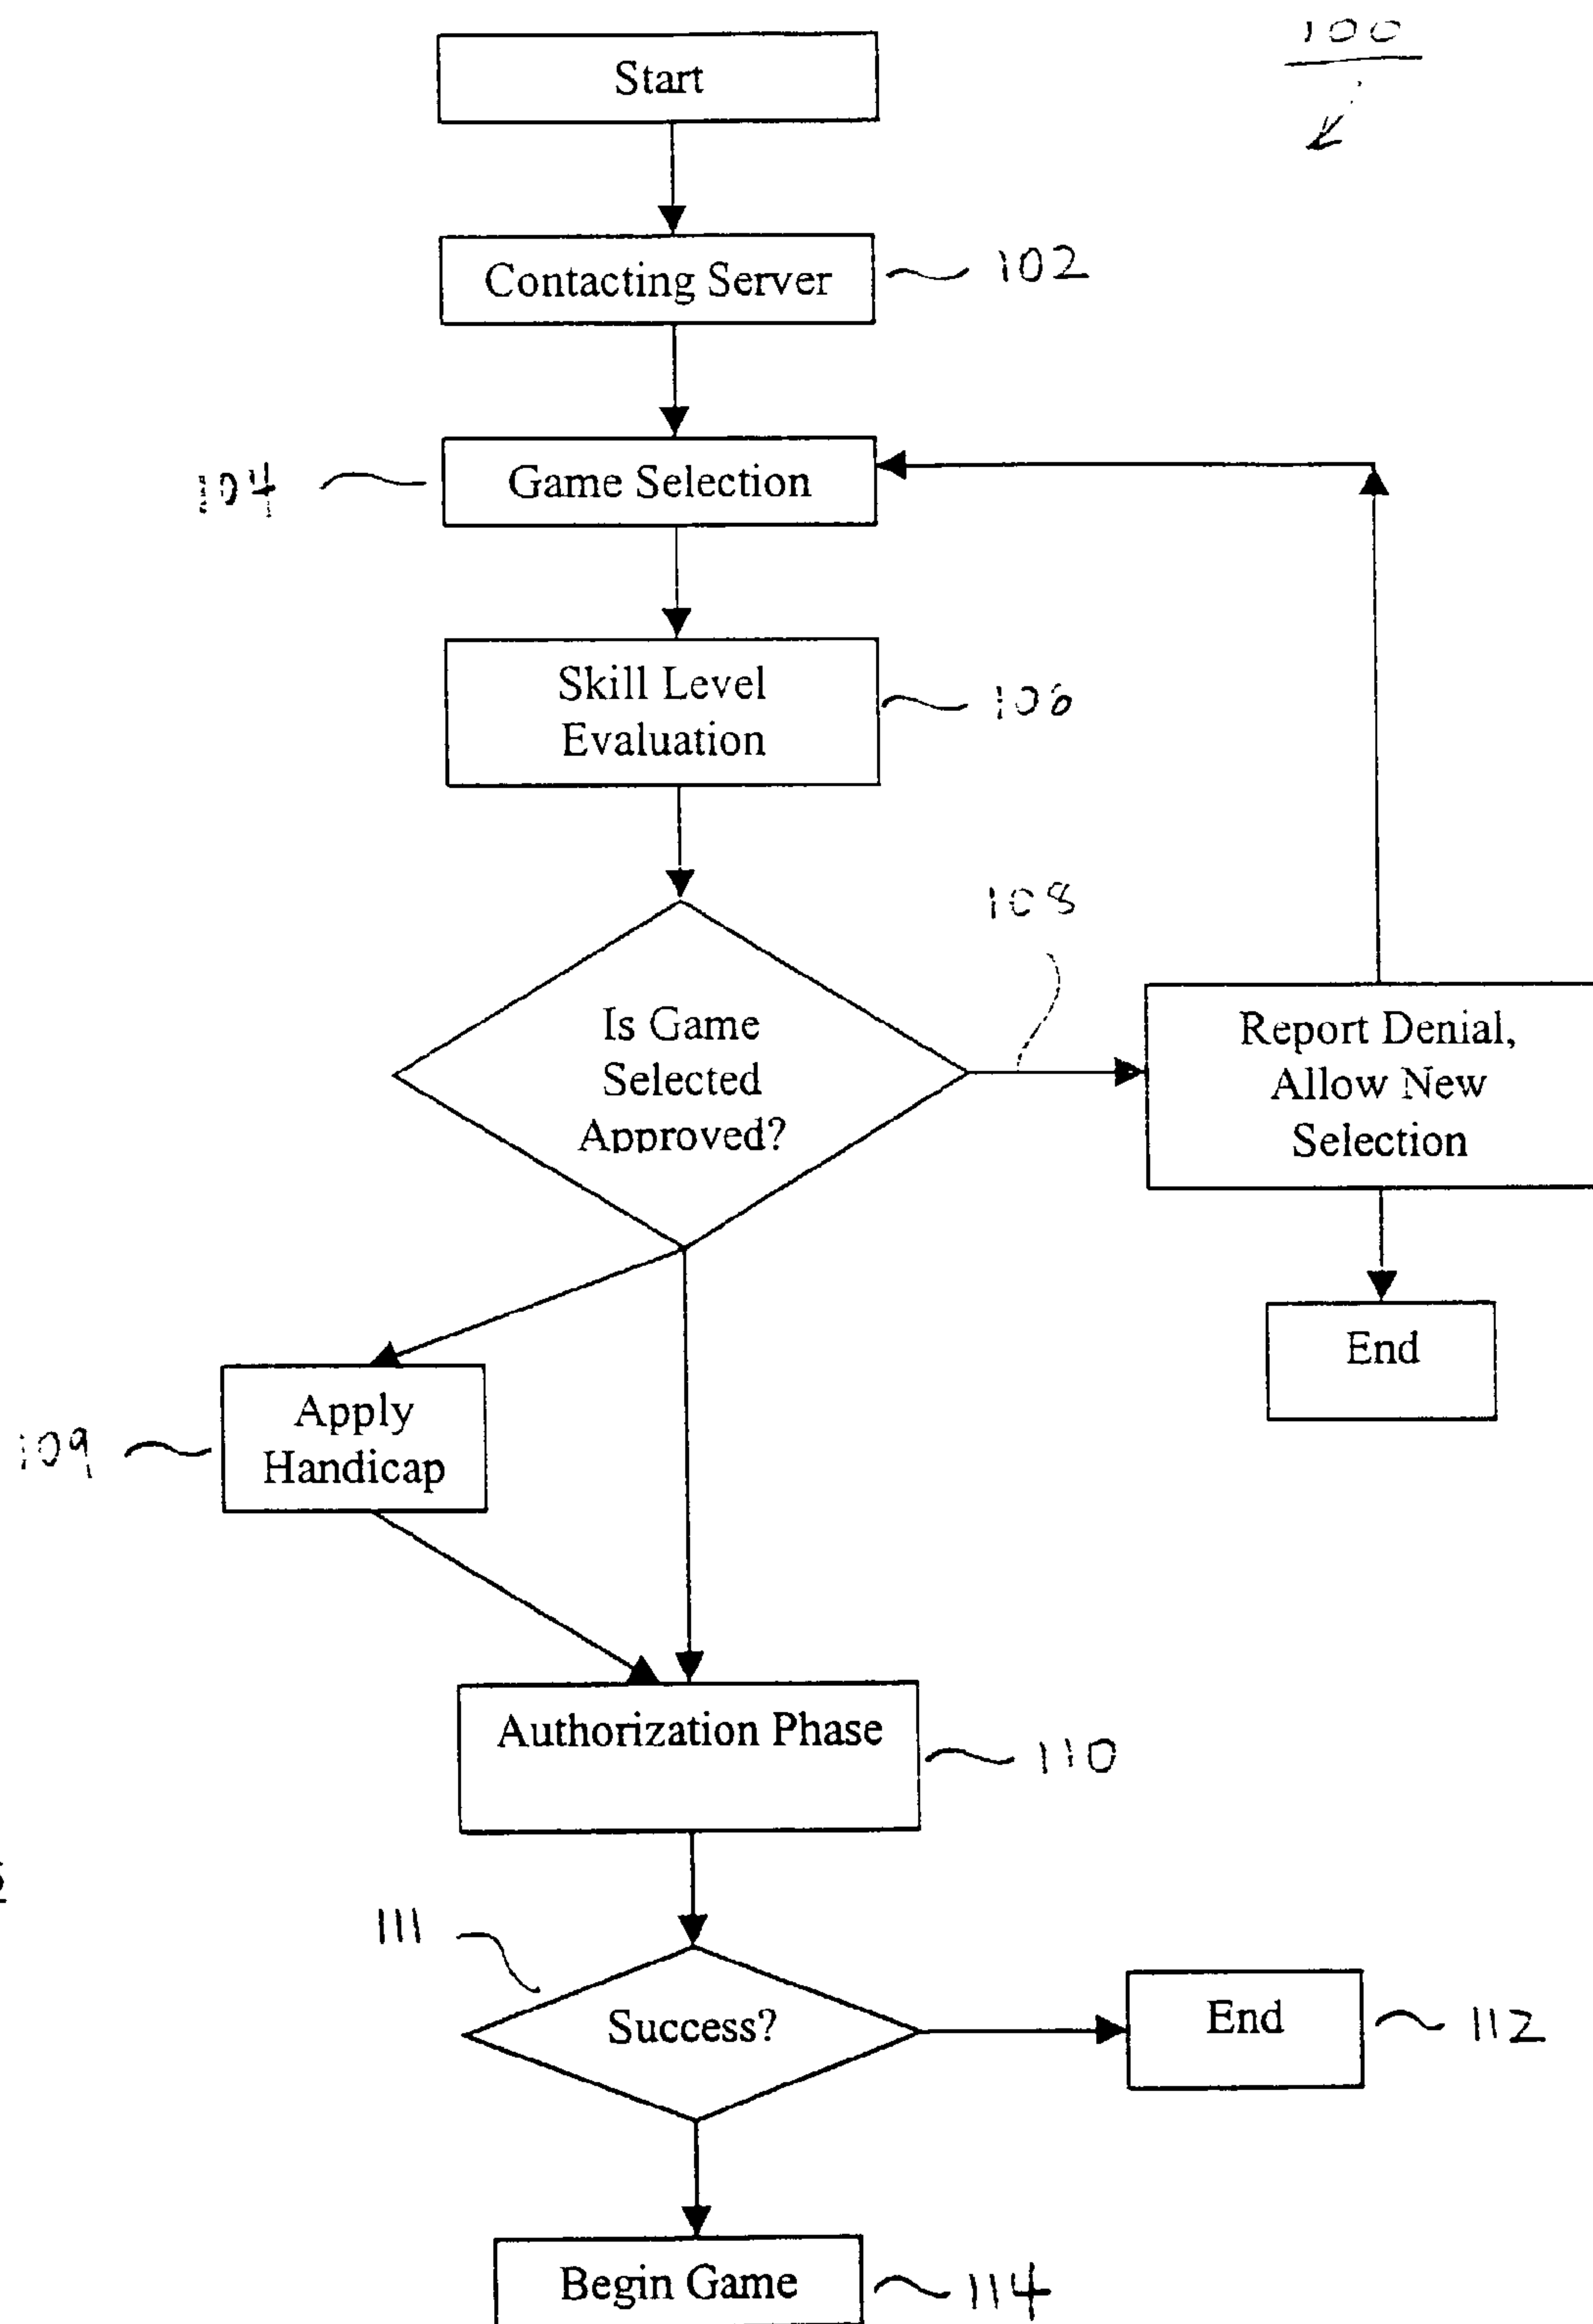 100
Start
Contacting Server
102
Game Selection
104
Skill Level
Evaluation
106
108
Is Game
Selected
Approved?
Report Denial,
Allow New
Selection
End
Apply
Handicap
109
Authorization Phase
110
111
Success?
End
112
Begin Game
114